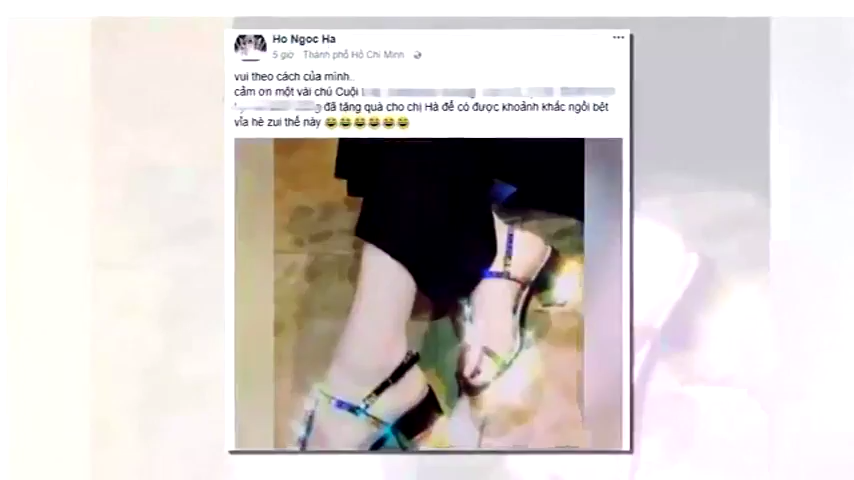 Ho Ngoc Ha
5 giờ Thành phố Hồ Chí Minh
vui theo cách của mình..
cảm ơn một vài chú Cuội
đã tặng quà cho chị Hà để có được khoảnh khắc ngồi bệt
vỉa hè zui thế này 😂😂😂😂😂😂